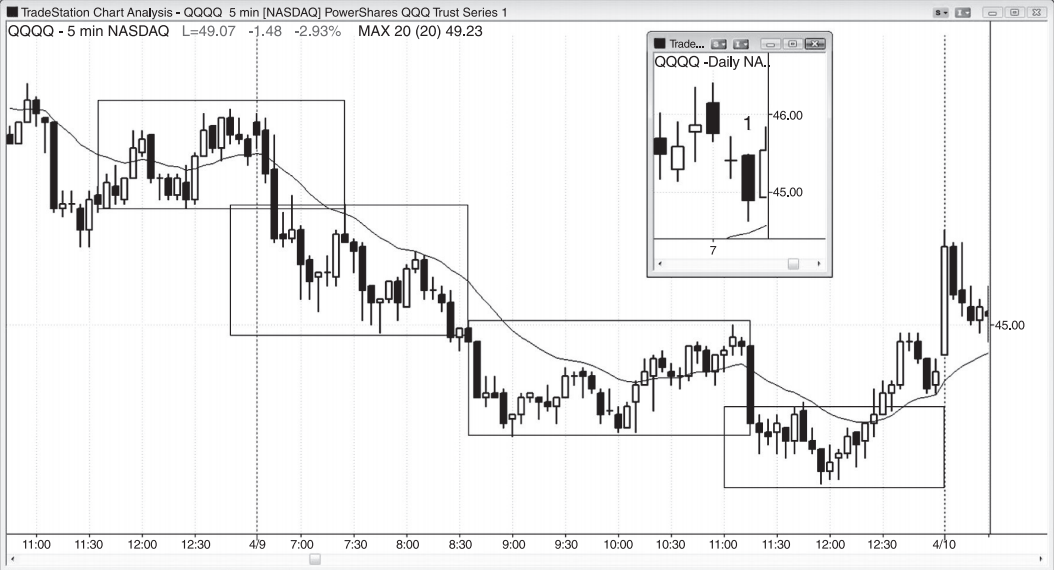 TradeStation Chart Analysis - QQQQ 5 min [NASDAQ] PowerShares QQQ Trust Series 1
QQQQ - 5 min NASDAQ L=49.07 -1.48 -2.93% MAX 20 (20) 49.23
Trade...
QQQQ -Daily NA..
46.00
1
45.00
7
45.00
11:00 11:30 12:00 12:30 4/9 7:00 7:30 8:00 8:30 9:00 9:30 10:00 10:30 11:00 11:30 12:00 12:30 4/10